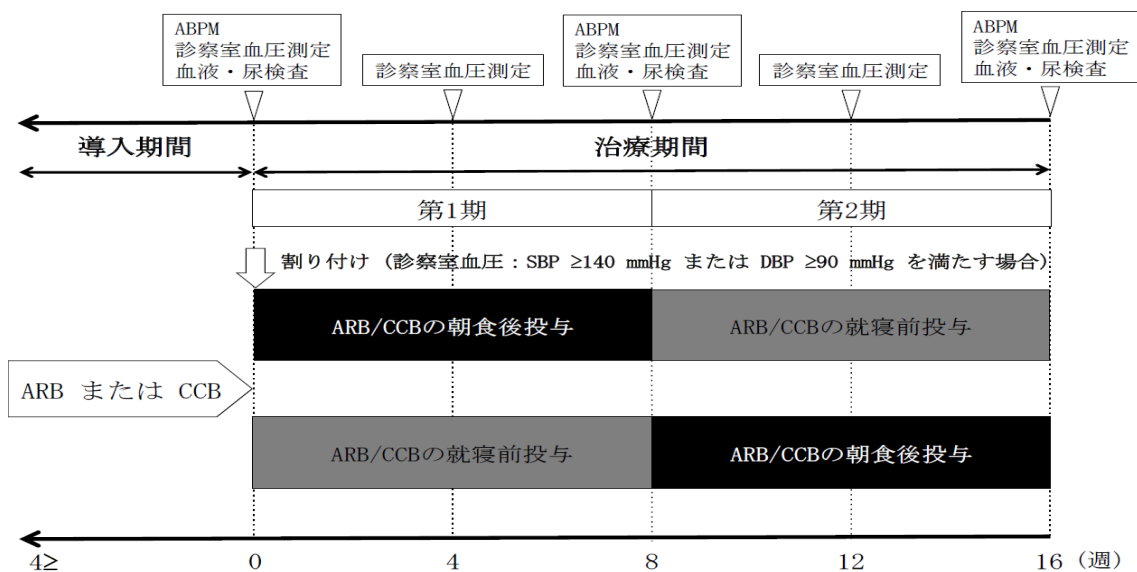 ABPM
診察室血圧測定
血液・尿検査
診察室血圧測定
ABPM
診察室血圧測定
血液・尿検査
診察室血圧測定
ABPM
診察室血圧測定
血液・尿検査
導入期間
治療期間
第1期
第2期
割り付け (診察室血圧：SBP ≥140 mmHg または DBP ≥90 mmHg を満たす場合)
ARB/CCBの朝食後投与
ARB/CCBの就寝前投与
ARB または CCB
ARB/CCBの就寝前投与
ARB/CCBの朝食後投与
4≥ 0 4 8 12 16 (週)